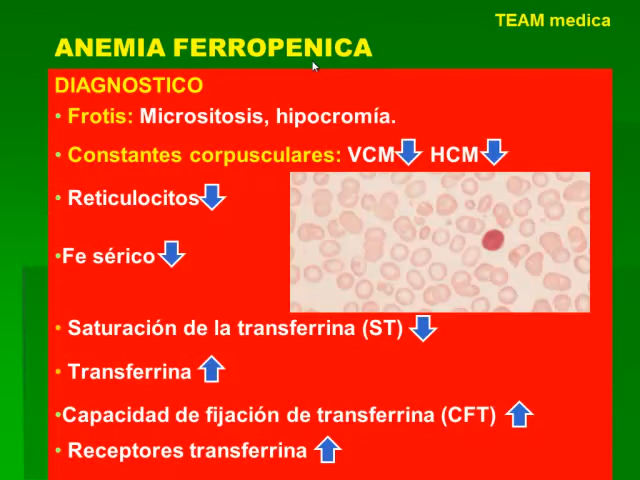 TEAM medica
ANEMIA FERROPENICA
DIAGNOSTICO
• Frotis: Micrositosis, hipocromía.
• Constantes corpusculares: VCM HCM
• Reticulocitos
•Fe sérico
• Saturación de la transferrina (ST)
• Transferrina
•Capacidad de fijación de transferrina (CFT)
• Receptores transferrina